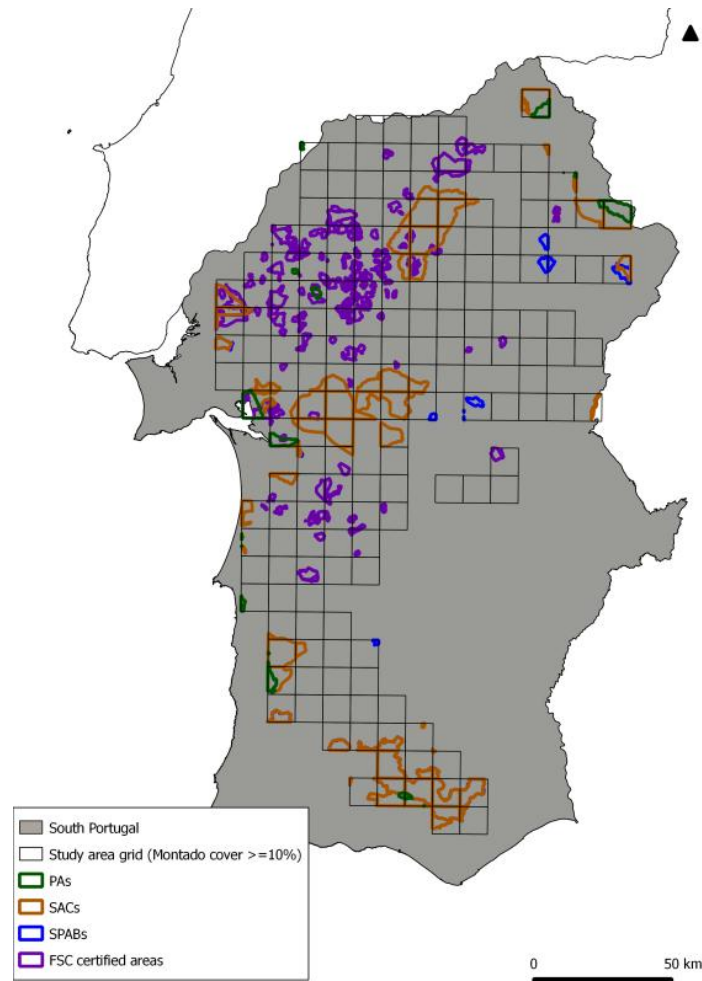 South Portugal
Study area grid (Montado cover >=10%)
PAs
SACs
SPABs
FSC certified areas
0 50 km